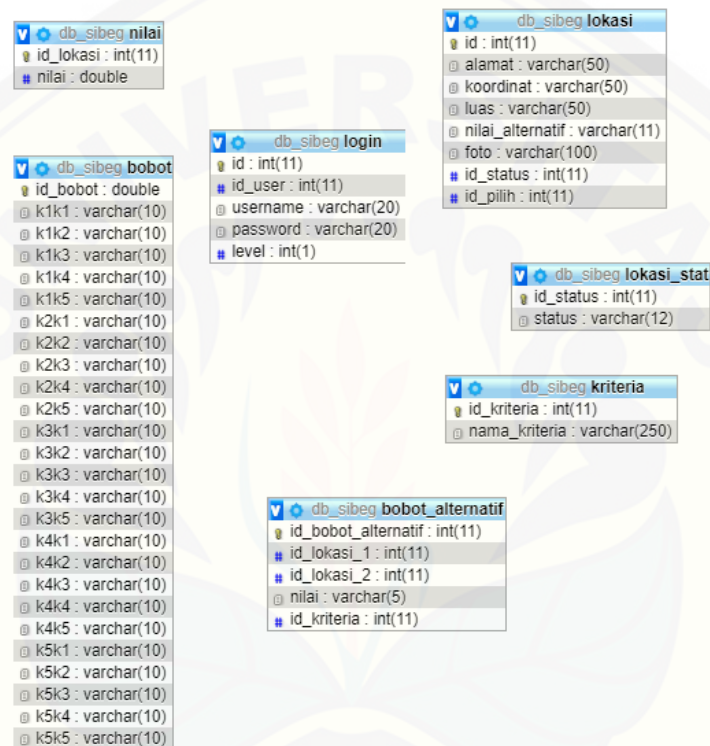 db_sibeg nilai
id_lokasi : int(11)
nilai : double
db_sibeg lokasi
id : int(11)
alamat : varchar(50)
koordinat : varchar(50)
luas : varchar(50)
nilai_alternatif : varchar(11)
foto : varchar(100)
id_status : int(11)
id_pilih : int(11)
db_sibeg login
id : int(11)
id_user : int(11)
username : varchar(20)
password : varchar(20)
level : int(1)
db_sibeg bobot
id_bobot : double
k1k1 : varchar(10)
k1k2 : varchar(10)
k1k3 : varchar(10)
k1k4 : varchar(10)
k1k5 : varchar(10)
k2k1 : varchar(10)
k2k2 : varchar(10)
k2k3 : varchar(10)
k2k4 : varchar(10)
k2k5 : varchar(10)
k3k1 : varchar(10)
k3k2 : varchar(10)
k3k3 : varchar(10)
k3k4 : varchar(10)
k3k5 : varchar(10)
k4k1 : varchar(10)
k4k2 : varchar(10)
k4k3 : varchar(10)
k4k4 : varchar(10)
k4k5 : varchar(10)
k5k1 : varchar(10)
k5k2 : varchar(10)
k5k3 : varchar(10)
k5k4 : varchar(10)
k5k5 : varchar(10)
db_sibeg lokasi_stat
id_status : int(11)
status : varchar(12)
db_sibeg kriteria
id_kriteria : int(11)
nama_kriteria : varchar(250)
db_sibeg bobot_alternatif
id_bobot_alternatif : int(11)
id_lokasi_1 : int(11)
id_lokasi_2 : int(11)
nilai : varchar(5)
id_kriteria : int(11)